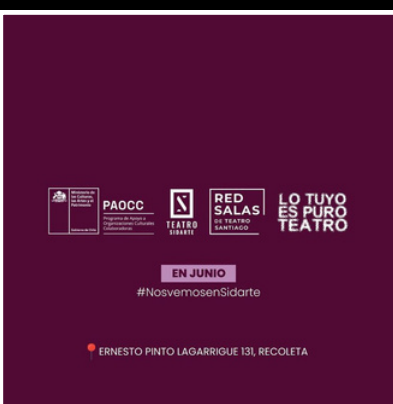 Ministerio de
las Culturas,
las Artes y el
Patrimonio
Gobierno de Chile
PAOCC
Programa de Apoyo a
Organizaciones Culturales
Colaboradoras
TEATRO
SIDARTE
RED
SALAS
DE TEATRO
SANTIAGO
LO TUYO
ES PURO
TEATRO
EN JUNIO
#NosvemosenSidarte
ERNESTO PINTO LAGARRIGUE 131, RECOLETA